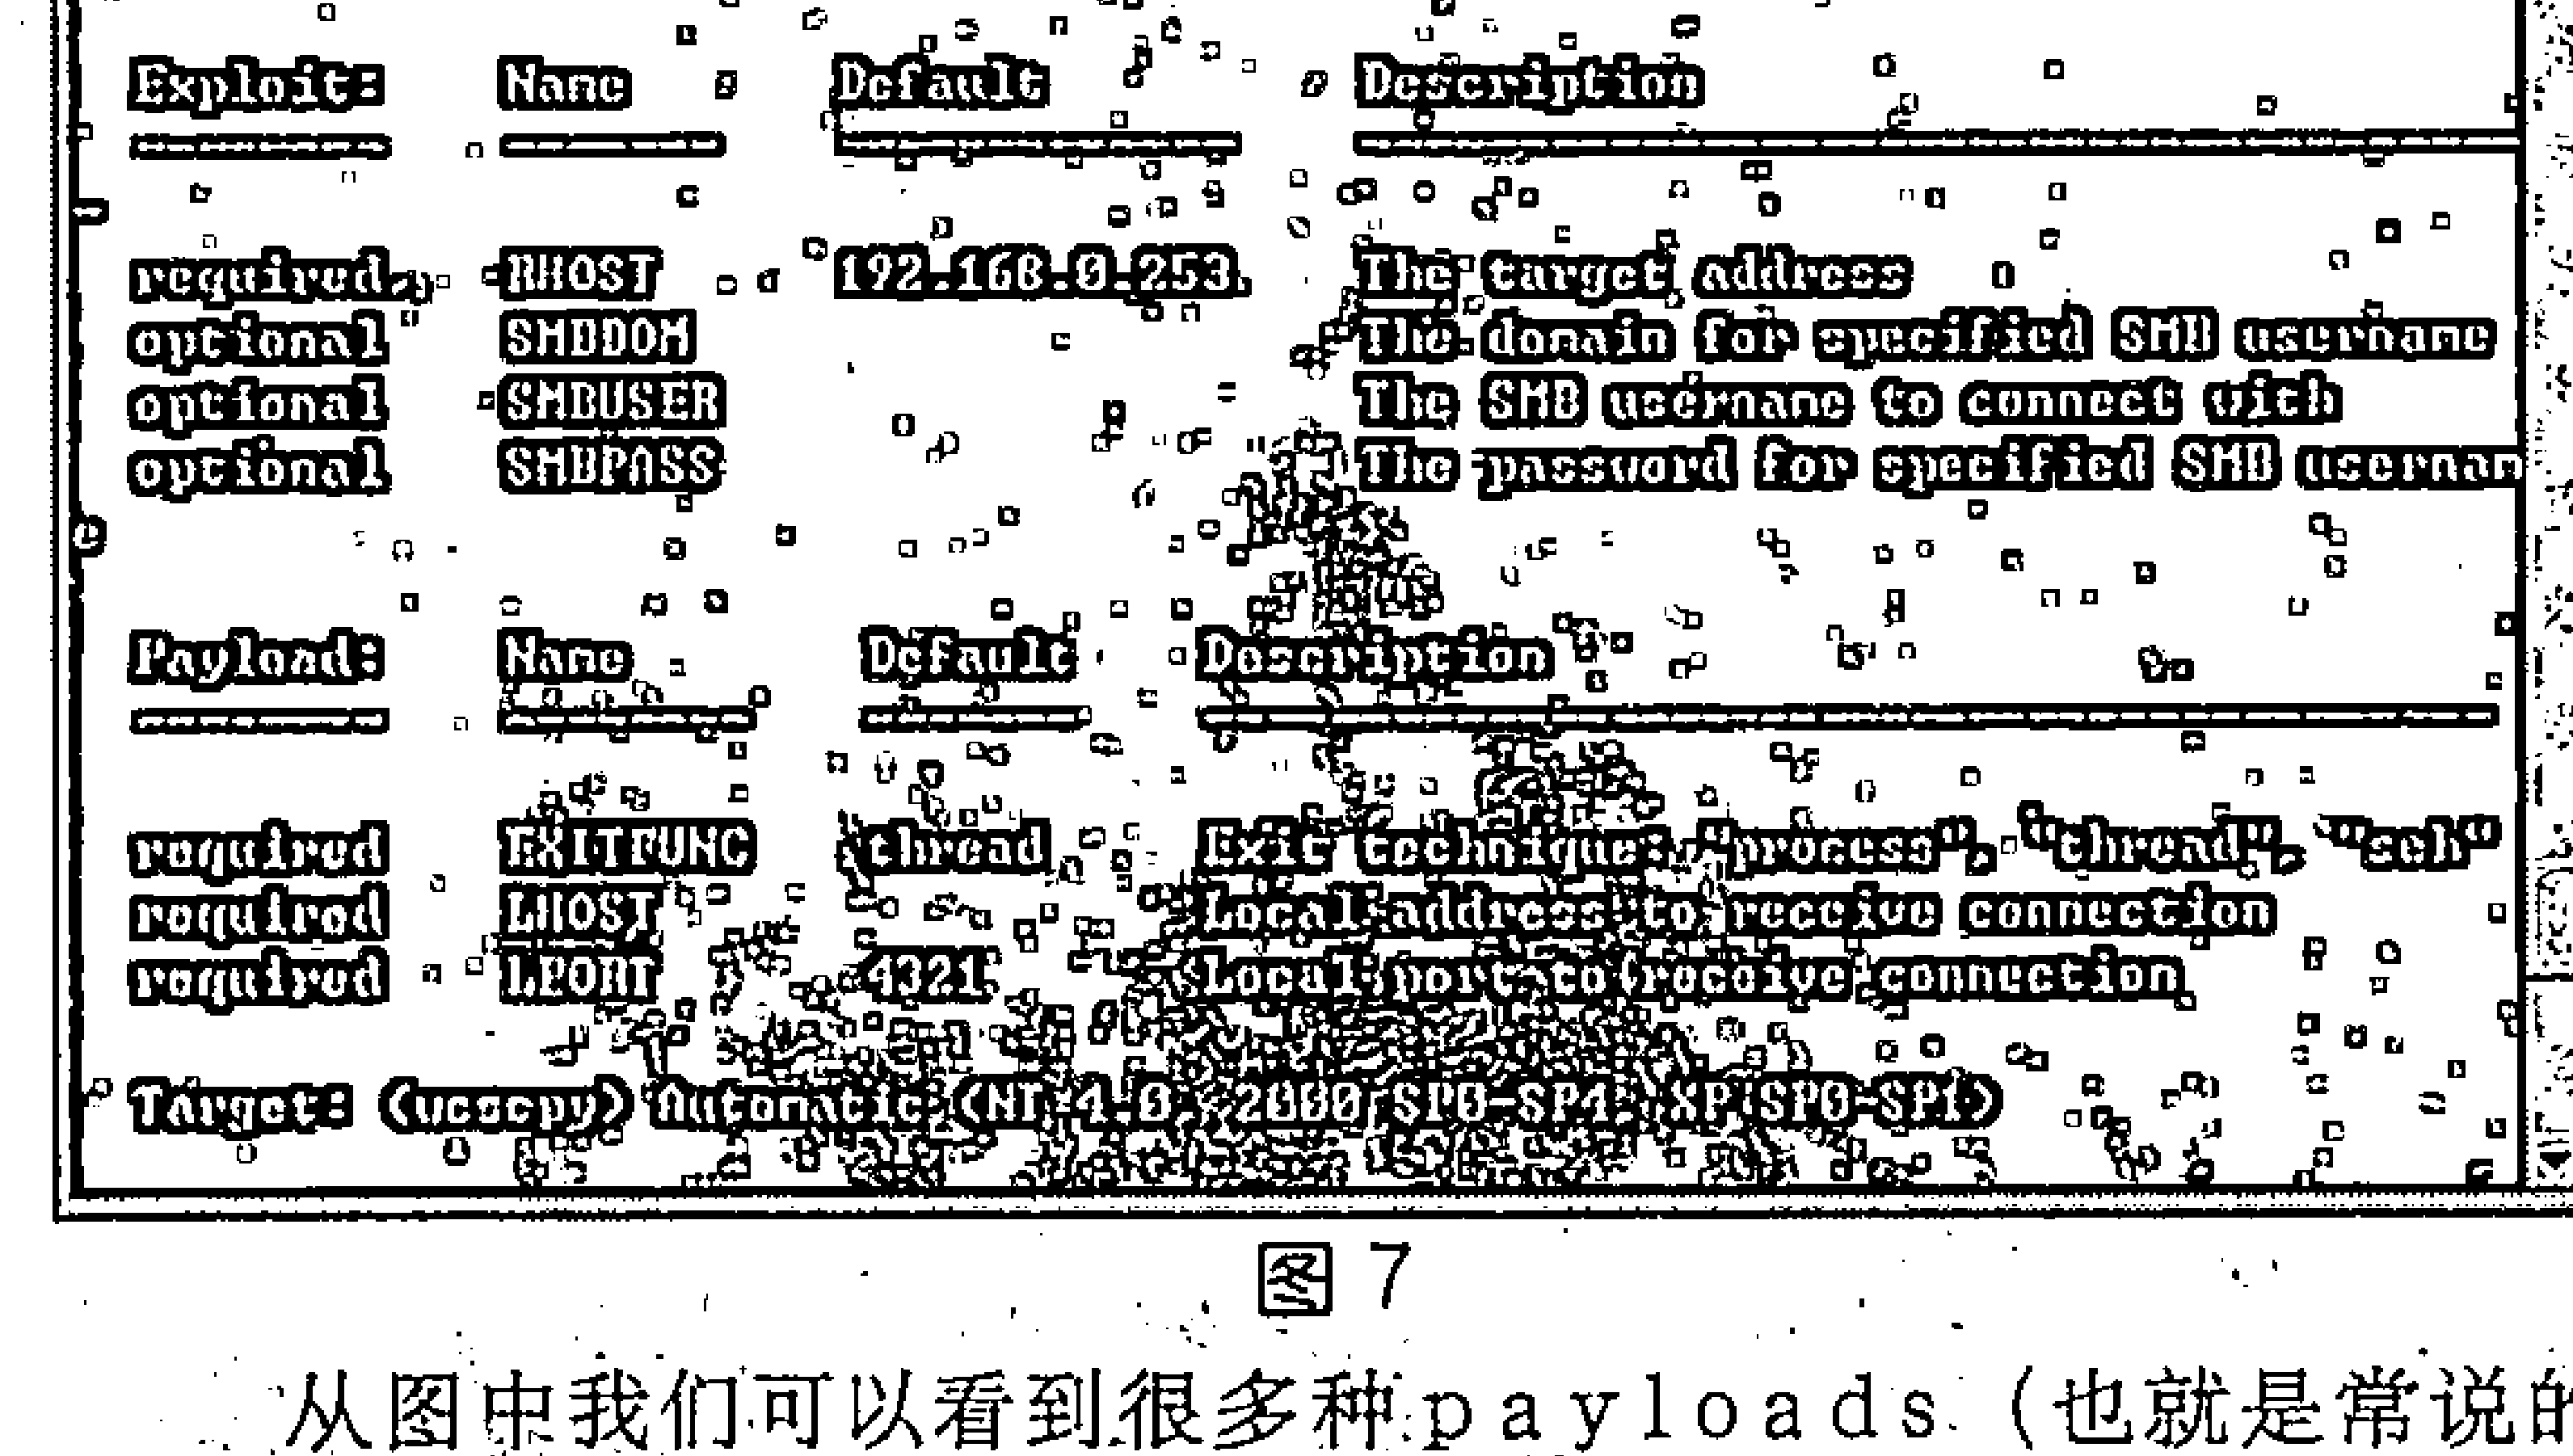 Exploit: Name Default Description
required RHOST 192.168.0.253 The target address
optional SMBDOM The domain for specified SMB username
optional SMBUSER The SMB username to connect with
optional SMBPASS The password for specified SMB usernam
Payload: Name Default Description
required EXITFUNC thread Exit technique: "process", "thread", "seh"
required LHOST Local address to receive connection
required LPORT 4321 Local port to receive connection
Target: (wcscpy) Automatic (NT 4.0, 2000 SP0-SP4, XP SP0-SP1)
图 7
从图中我们可以看到很多种payloads(也就是常说的